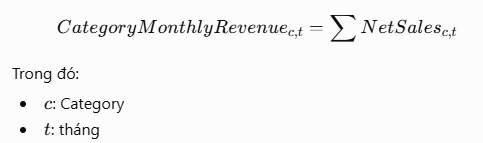 CategoryMonthlyRevenue_{c,t} = ∑ NetSales_{c,t}
Trong đó:
• c: Category
• t: tháng